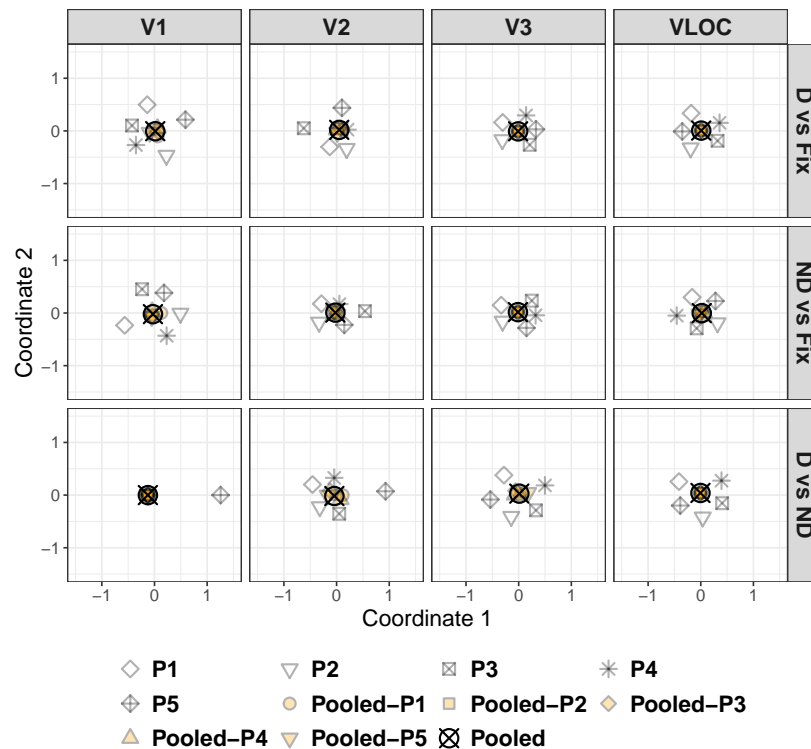 V1 V2 V3 VLOC
1
0
−1
D vs Fix
Coordinate 2
1
0
−1
ND vs Fix
1
0
−1
D vs ND
−1 0 1 −1 0 1 −1 0 1 −1 0 1
Coordinate 1
P1 P2 P3 P4
P5 Pooled−P1 Pooled−P2 Pooled−P3
Pooled−P4 Pooled−P5 Pooled